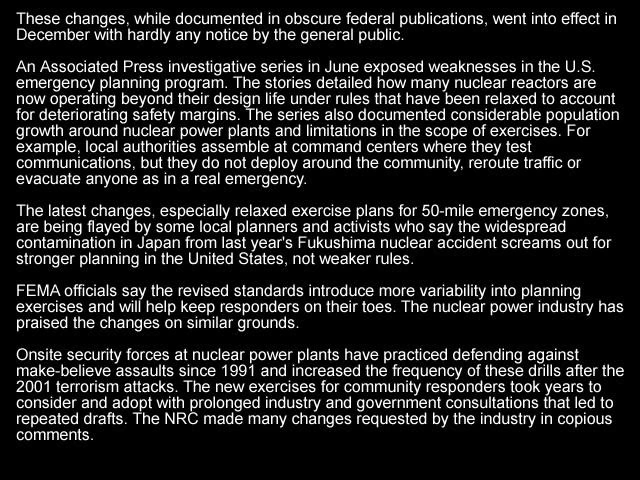 These changes, while documented in obscure federal publications, went into effect in
December with hardly any notice by the general public.
An Associated Press investigative series in June exposed weaknesses in the U.S.
emergency planning program. The stories detailed how many nuclear reactors are
now operating beyond their design life under rules that have been relaxed to account
for deteriorating safety margins. The series also documented considerable population
growth around nuclear power plants and limitations in the scope of exercises. For
example, local authorities assemble at command centers where they test
communications, but they do not deploy around the community, reroute traffic or
evacuate anyone as in a real emergency.
The latest changes, especially relaxed exercise plans for 50-mile emergency zones,
are being flayed by some local planners and activists who say the widespread
contamination in Japan from last year's Fukushima nuclear accident screams out for
stronger planning in the United States, not weaker rules.
FEMA officials say the revised standards introduce more variability into planning
exercises and will help keep responders on their toes. The nuclear power industry has
praised the changes on similar grounds.
Onsite security forces at nuclear power plants have practiced defending against
make-believe assaults since 1991 and increased the frequency of these drills after the
2001 terrorism attacks. The new exercises for community responders took years to
consider and adopt with prolonged industry and government consultations that led to
repeated drafts. The NRC made many changes requested by the industry in copious
comments.